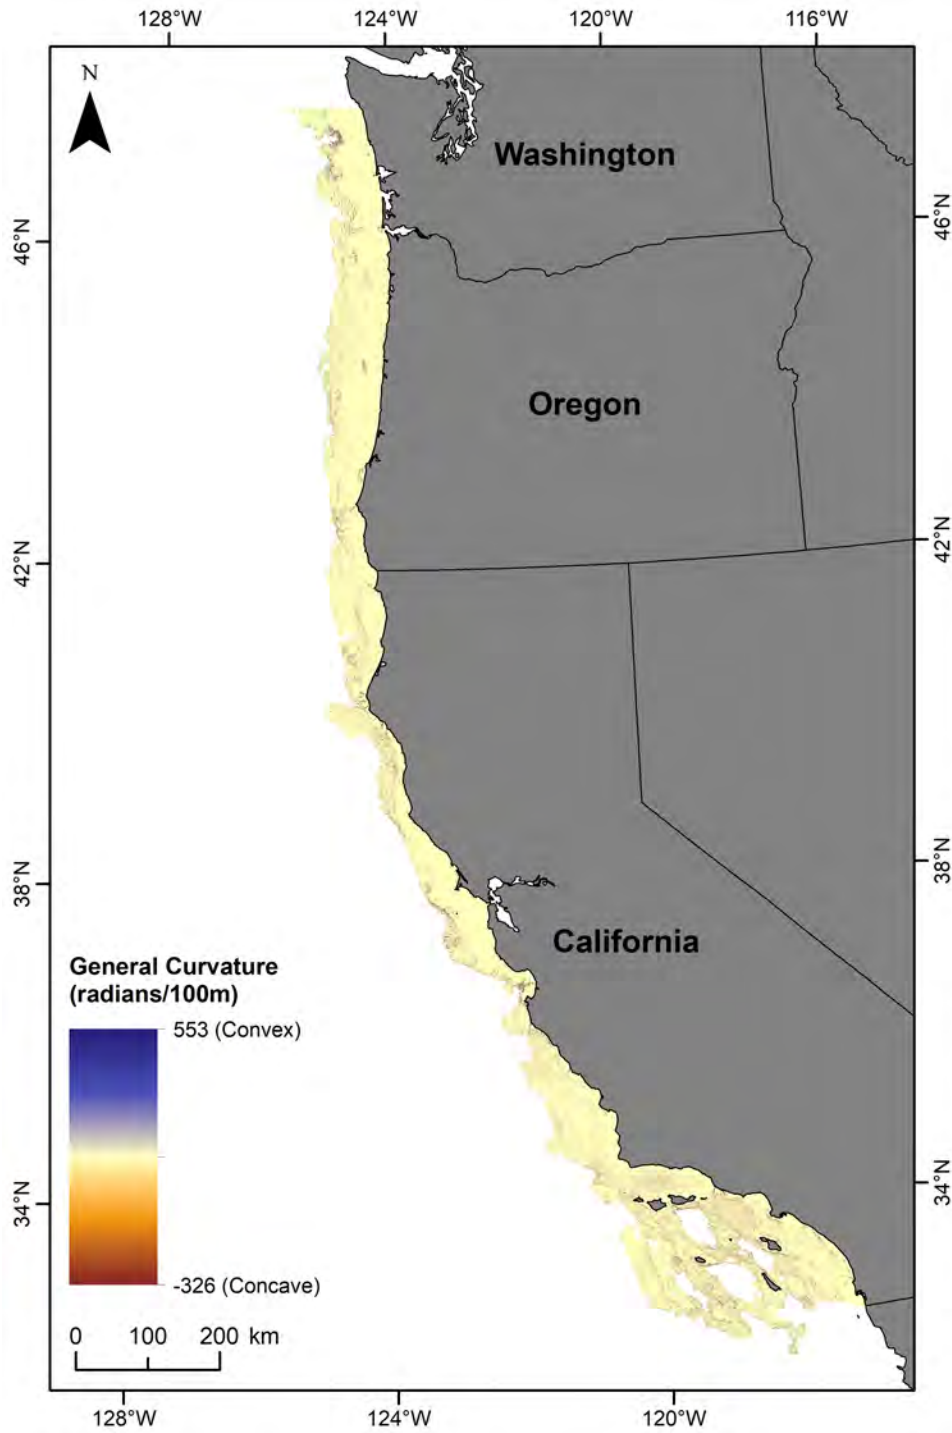 128°W 124°W 120°W 116°W
N
Washington
46°N 46°N
Oregon
42°N 42°N
38°N 38°N
California
General Curvature
(radians/100m)
553 (Convex)
34°N 34°N
-326 (Concave)
0 100 200 km
128°W 124°W 120°W